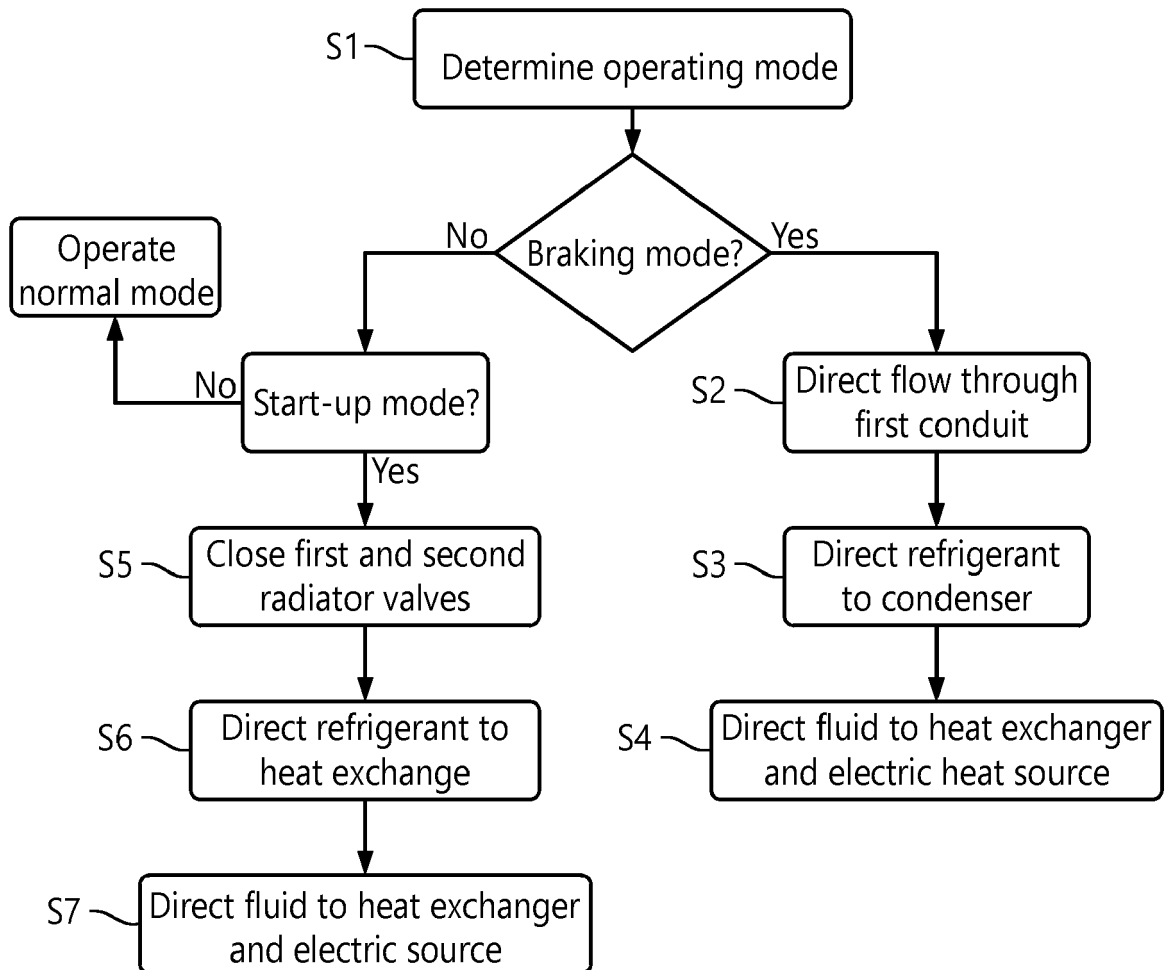 S1
Determine operating mode
No
Braking mode?
Yes
Operate
normal mode
No
Start-up mode?
Yes
S2
Direct flow through
first conduit
S5
Close first and second
radiator valves
S3
Direct refrigerant
to condenser
S6
Direct refrigerant to
heat exchange
S4
Direct fluid to heat exchanger
and electric heat source
S7
Direct fluid to heat exchanger
and electric source